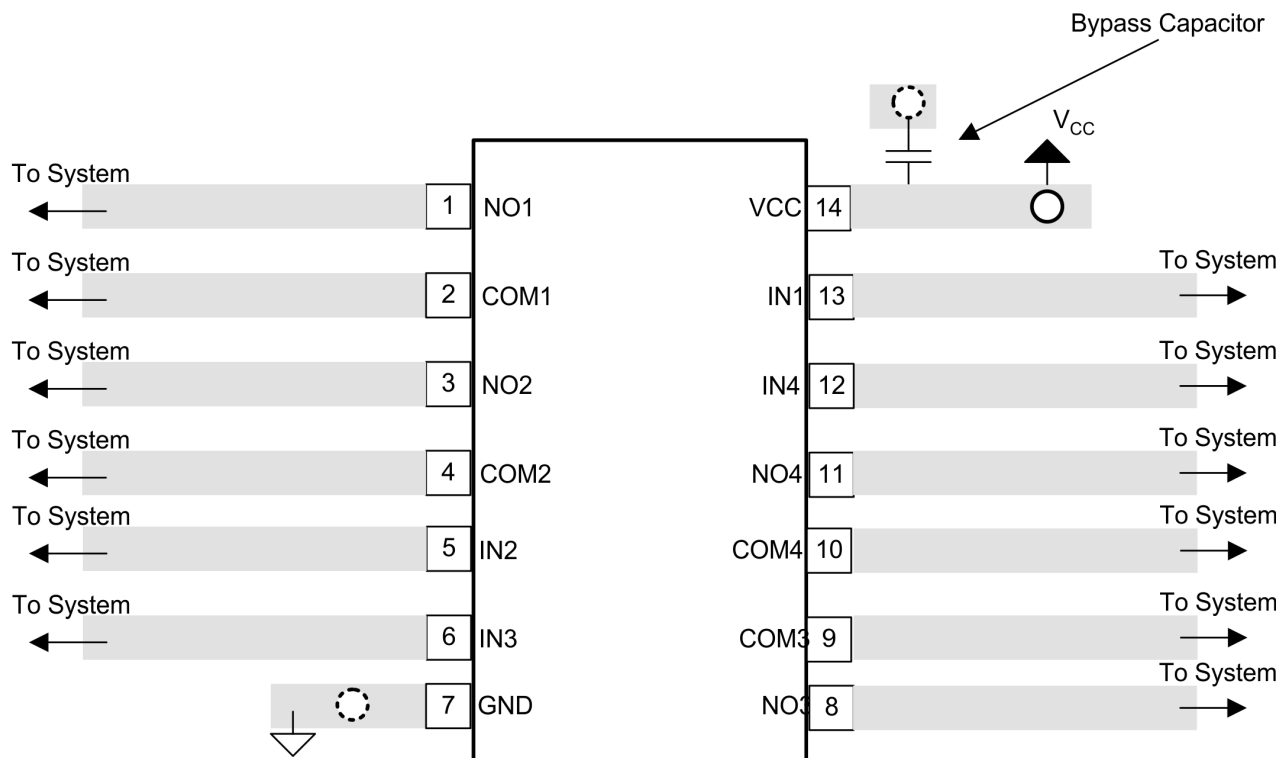 Bypass Capacitor
VCC
To System
1 NO1
VCC 14
To System
To System
2 COM1
IN1 13
To System
To System
3 NO2
IN4 12
To System
To System
4 COM2
NO4 11
To System
To System
5 IN2
COM4 10
To System
To System
6 IN3
COM3 9
To System
7 GND
NO3 8